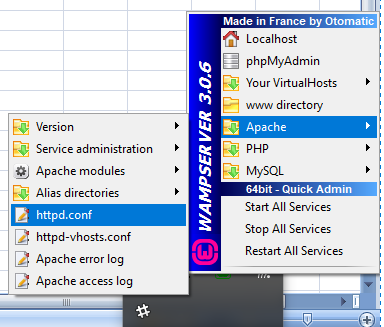 Made in France by Otomatic
WAMPSERVER 3.0.6
Localhost
phpMyAdmin
Your VirtualHosts
www directory
Apache
PHP
MySQL
64bit - Quick Admin
Start All Services
Stop All Services
Restart All Services
Version
Service administration
Apache modules
Alias directories
httpd.conf
httpd-vhosts.conf
Apache error log
Apache access log